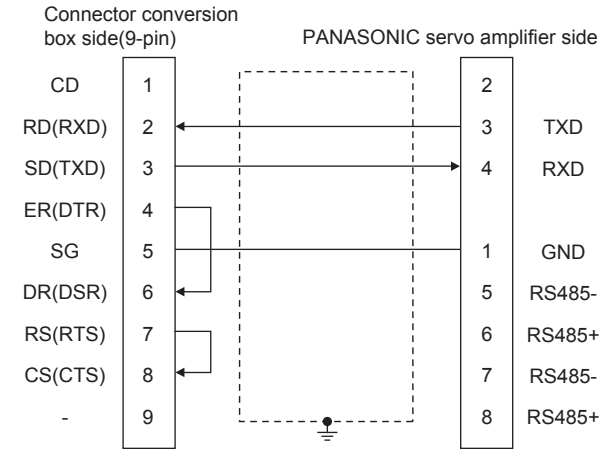 Connector conversion
box side(9-pin)
PANASONIC servo amplifier side
CD 1 2
RD(RXD) 2 3 TXD
SD(TXD) 3 4 RXD
ER(DTR) 4
SG 5 1 GND
DR(DSR) 6 5 RS485-
RS(RTS) 7 6 RS485+
CS(CTS) 8 7 RS485-
- 9 8 RS485+